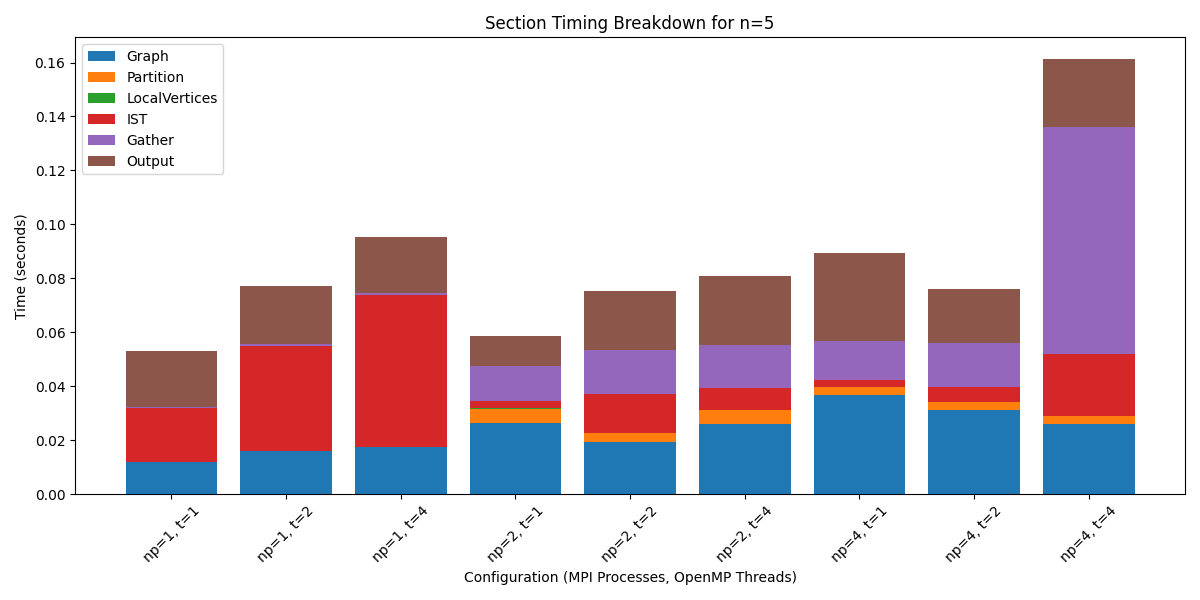 Section Timing Breakdown for n=5
Graph
Partition
LocalVertices
IST
Gather
Output
Time (seconds)
0.16
0.14
0.12
0.10
0.08
0.06
0.04
0.02
0.00
np=1, t=1
np=1, t=2
np=1, t=4
np=2, t=1
np=2, t=2
np=2, t=4
np=4, t=1
np=4, t=2
np=4, t=4
Configuration (MPI Processes, OpenMP Threads)